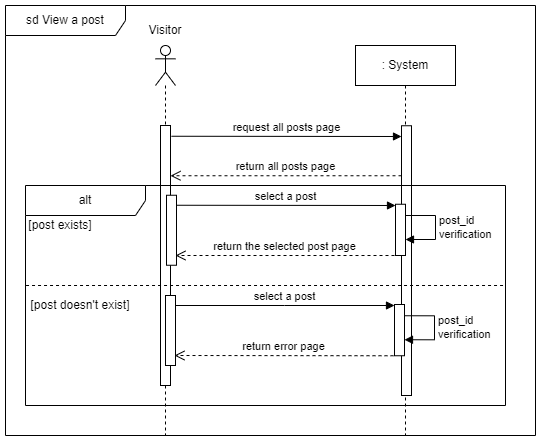 sd View a post
Visitor
: System
request all posts page
return all posts page
alt
select a post
[post exists]
post_id
verification
return the selected post page
select a post
[post doesn't exist]
post_id
verification
return error page